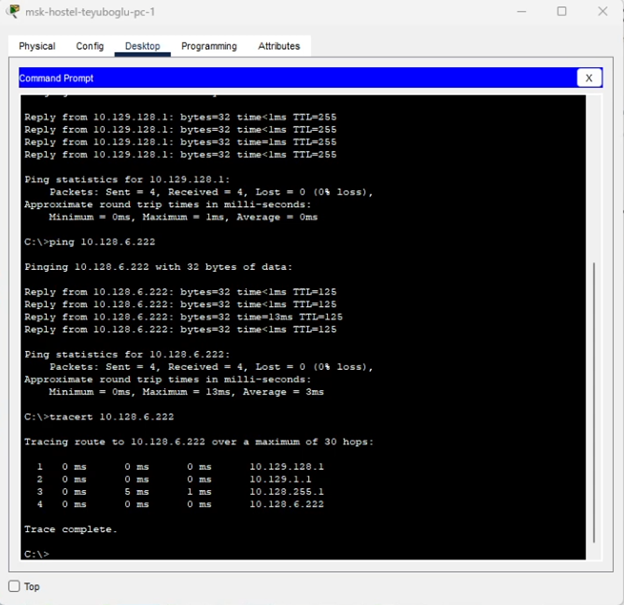 msk-hostel-teyuboglu-pc-1
Physical Config Desktop Programming Attributes
Command Prompt
X
Reply from 10.129.128.1: bytes=32 time<1ms TTL=255
Reply from 10.129.128.1: bytes=32 time<1ms TTL=255
Reply from 10.129.128.1: bytes=32 time=1ms TTL=255
Reply from 10.129.128.1: bytes=32 time<1ms TTL=255
Ping statistics for 10.129.128.1:
Packets: Sent = 4, Received = 4, Lost = 0 (0% loss),
Approximate round trip times in milli-seconds:
Minimum = 0ms, Maximum = 1ms, Average = 0ms
C:\>ping 10.128.6.222
Pinging 10.128.6.222 with 32 bytes of data:
Reply from 10.128.6.222: bytes=32 time<1ms TTL=125
Reply from 10.128.6.222: bytes=32 time<1ms TTL=125
Reply from 10.128.6.222: bytes=32 time=13ms TTL=125
Reply from 10.128.6.222: bytes=32 time<1ms TTL=125
Ping statistics for 10.128.6.222:
Packets: Sent = 4, Received = 4, Lost = 0 (0% loss),
Approximate round trip times in milli-seconds:
Minimum = 0ms, Maximum = 13ms, Average = 3ms
C:\>tracert 10.128.6.222
Tracing route to 10.128.6.222 over a maximum of 30 hops:
1 0 ms 0 ms 0 ms 10.129.128.1
2 0 ms 0 ms 0 ms 10.129.1.1
3 0 ms 5 ms 1 ms 10.128.255.1
4 0 ms 0 ms 0 ms 10.128.6.222
Trace complete.
C:\>
Top